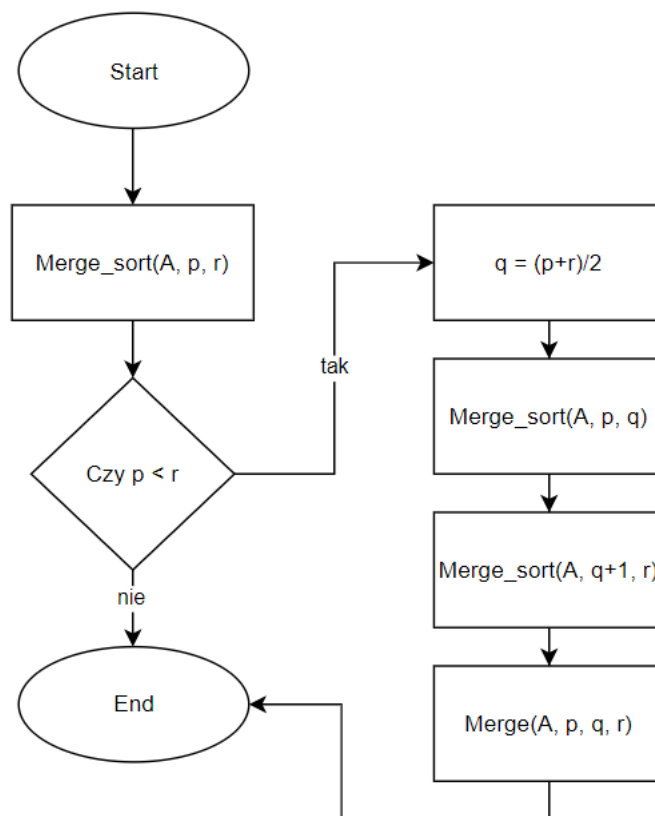 Start
Merge_sort(A, p, r)
Czy p < r
tak
nie
End
q = (p+r)/2
Merge_sort(A, p, q)
Merge_sort(A, q+1, r)
Merge(A, p, q, r)